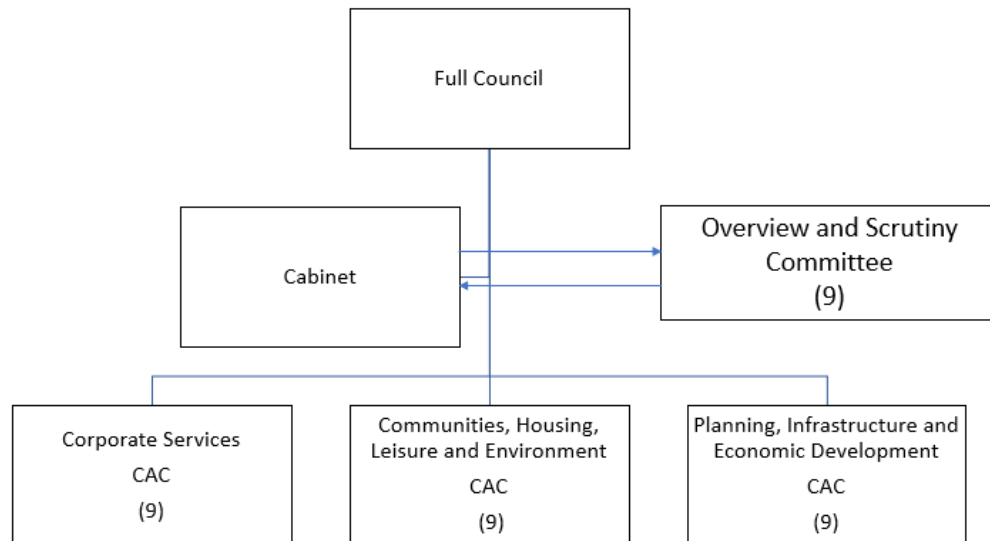 Full Council
Cabinet
Overview and Scrutiny
Committee
(9)
Corporate Services
CAC
(9)
Communities, Housing,
Leisure and Environment
CAC
(9)
Planning, Infrastructure and
Economic Development
CAC
(9)